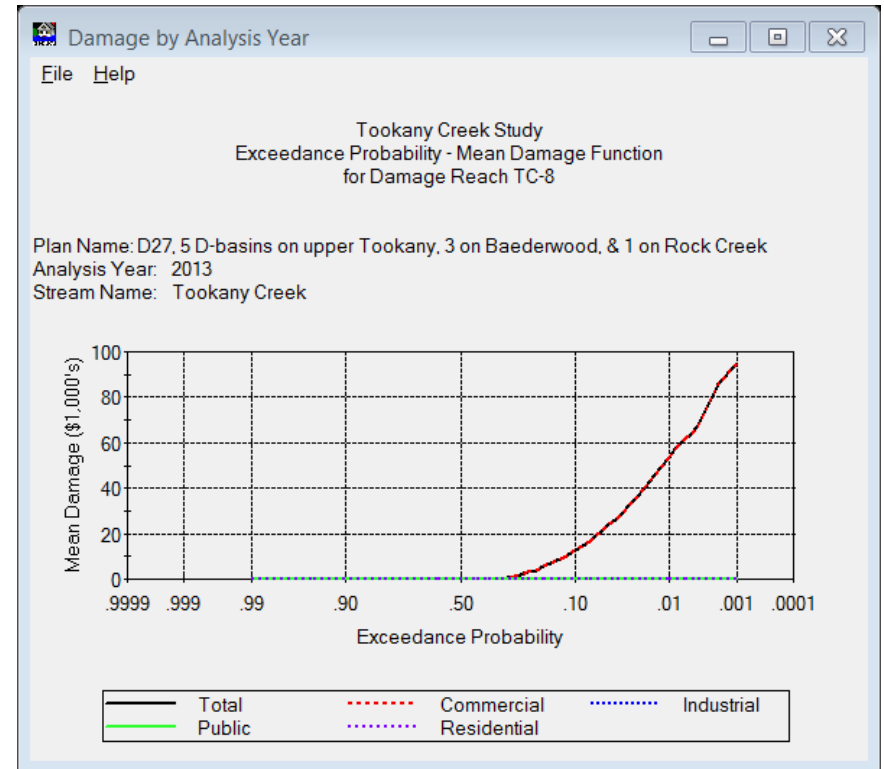 Damage by Analysis Year
File Help
Tookany Creek Study
Exceedance Probability - Mean Damage Function
for Damage Reach TC-8
Plan Name: D27, 5 D-basins on upper Tookany, 3 on Baederwood, & 1 on Rock Creek
Analysis Year: 2013
Stream Name: Tookany Creek
Mean Damage ($1,000's)
100
80
60
40
20
0
.9999 .999 .99 .90 .50 .10 .01 .001 .0001
Exceedance Probability
Total Commercial Industrial
Public Residential